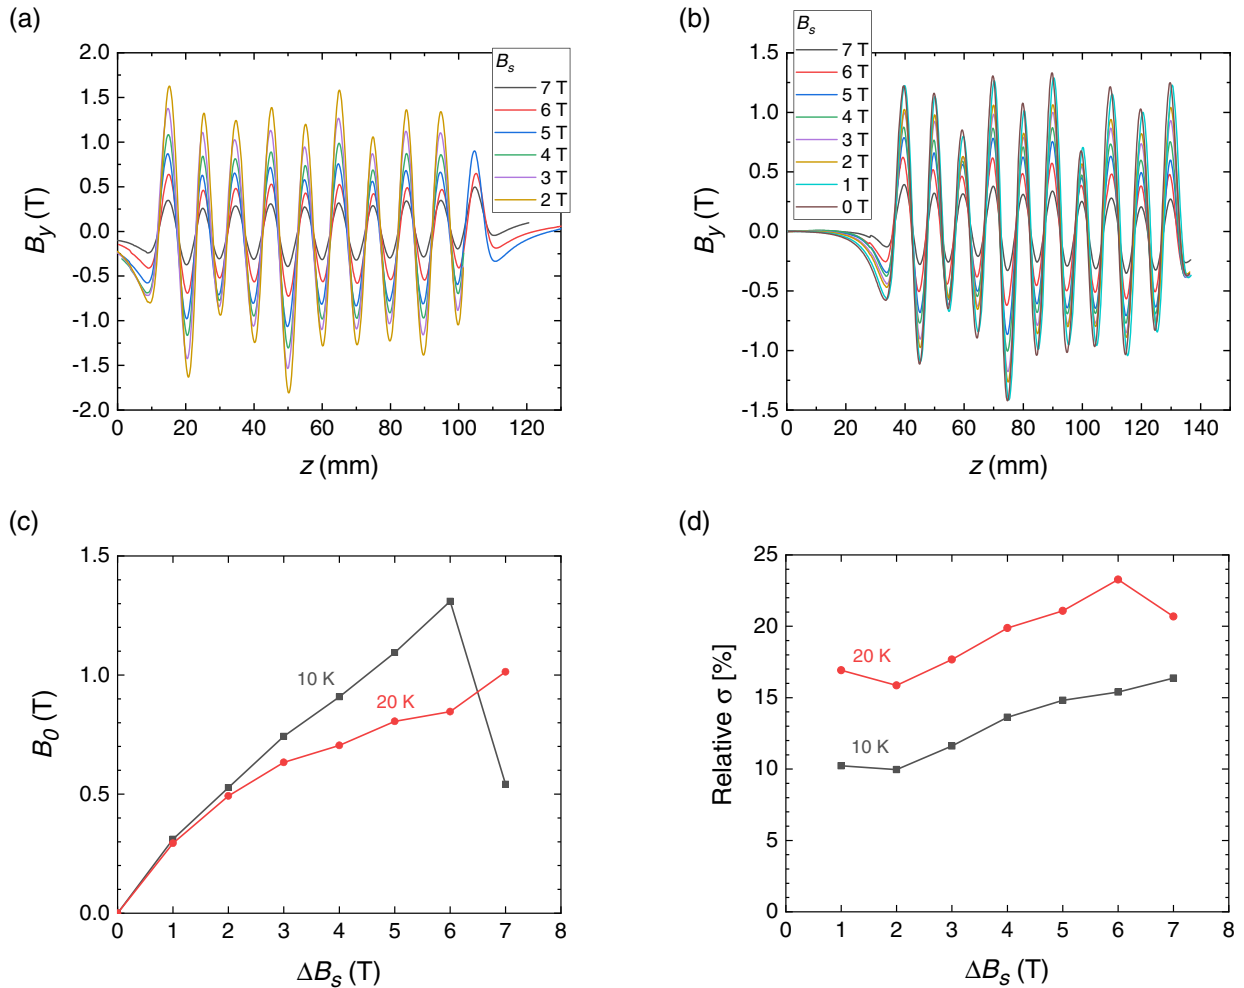 (a)
2.0
1.5
1.0
0.5
0.0
-0.5
-1.0
-1.5
-2.0
B_y (T)
0 20 40 60 80 100 120
z (mm)
B_s
7 T
6 T
5 T
4 T
3 T
2 T
(b)
1.5
1.0
0.5
0.0
-0.5
-1.0
-1.5
B_y (T)
0 20 40 60 80 100 120 140
z (mm)
B_s
7 T
6 T
5 T
4 T
3 T
2 T
1 T
0 T
(c)
1.5
1.0
0.5
0.0
B_0 (T)
10 K
20 K
0 1 2 3 4 5 6 7 8
ΔB_s (T)
(d)
25
20
15
10
5
0
Relative σ [%]
20 K
10 K
0 1 2 3 4 5 6 7 8
ΔB_s (T)